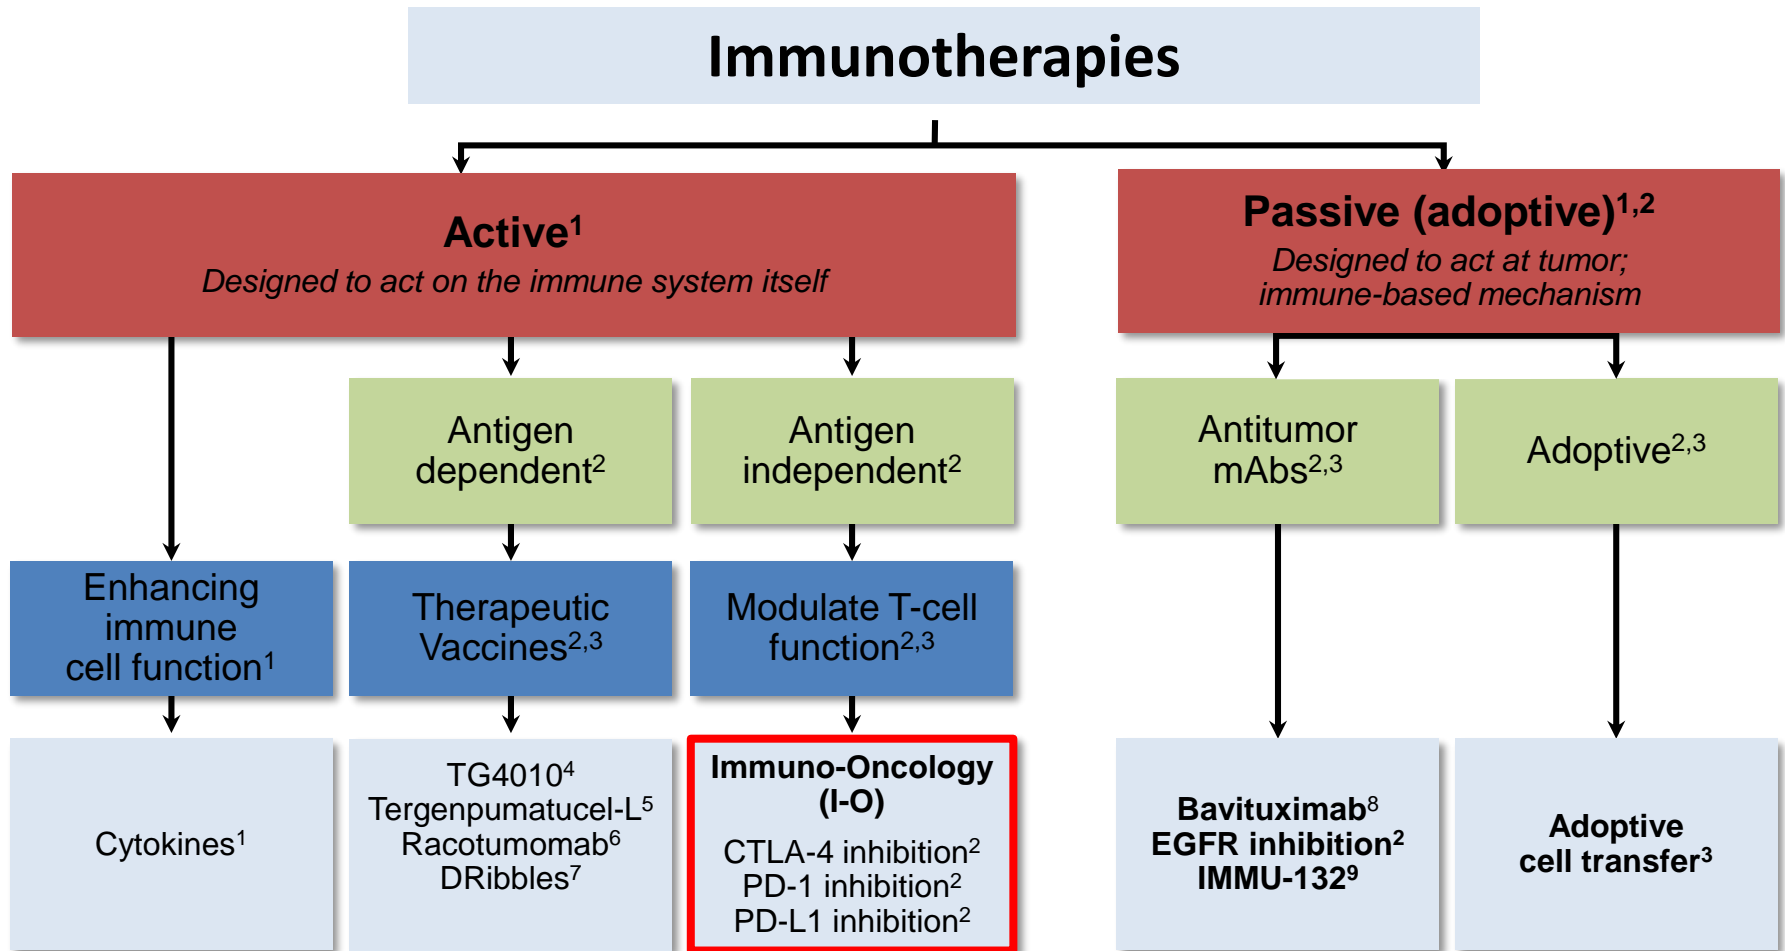 Immunotherapies
Active¹
Designed to act on the immune system itself
Passive (adoptive)¹,²
Designed to act at tumor;
immune-based mechanism
Antigen
dependent²
Antigen
independent²
Antitumor
mAbs²,³
Adoptive²,³
Enhancing
immune
cell function¹
Therapeutic
Vaccines²,³
Modulate T-cell
function²,³
Cytokines¹
TG4010⁴
Tergenpumatucel-L⁵
Racotumomab⁶
DRibbles⁷
Immuno-Oncology
(I-O)
CTLA-4 inhibition²
PD-1 inhibition²
PD-L1 inhibition²
Bavituximab⁸
EGFR inhibition²
IMMU-132⁹
Adoptive
cell transfer³